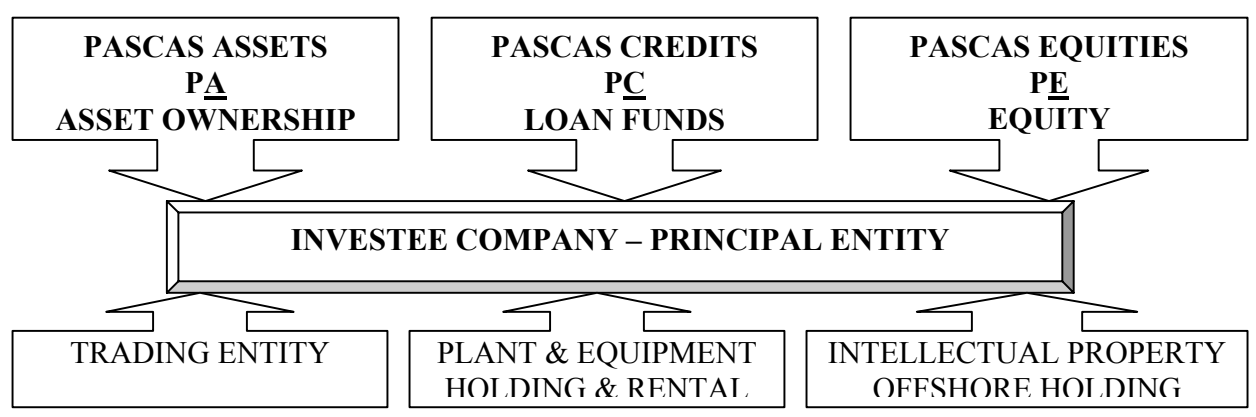 PASCAS ASSETS
PA
ASSET OWNERSHIP
PASCAS CREDITS
PC
LOAN FUNDS
PASCAS EQUITIES
PE
EQUITY
INVESTEE COMPANY – PRINCIPAL ENTITY
TRADING ENTITY
PLANT & EQUIPMENT
HOLDING & RENTAL
INTELLECTUAL PROPERTY
OFFSHORE HOLDING